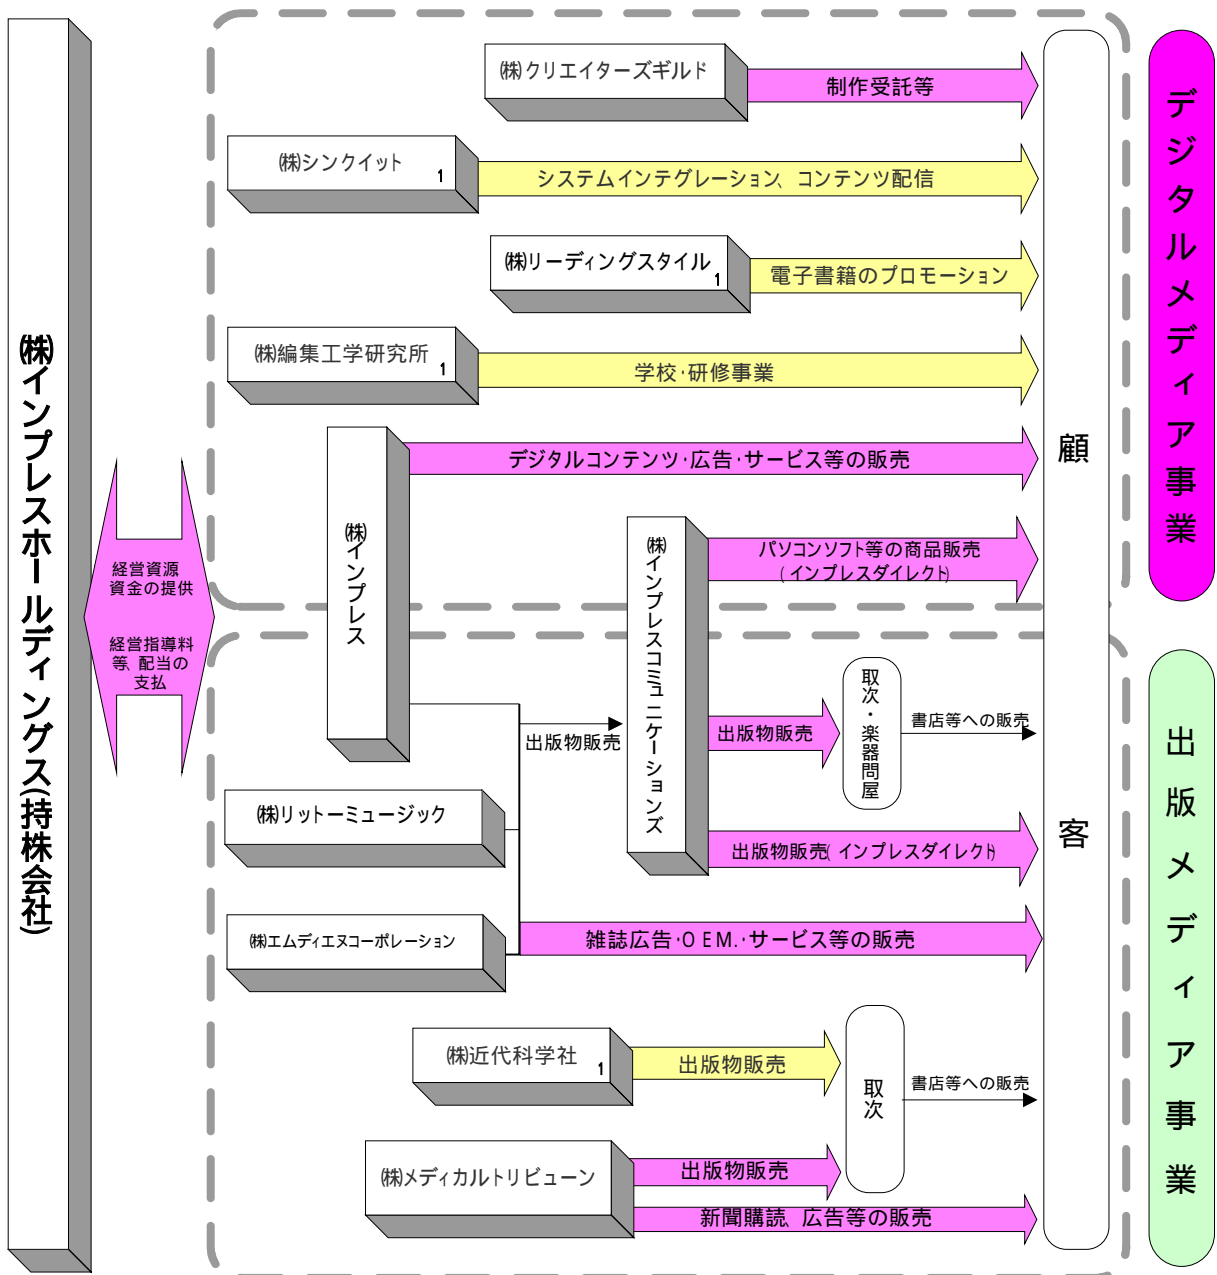 ㈱インプレスホールディングス(持株会社)
経営資源
資金の提供
経営指導料
等、配当の
支払
㈱クリエイターズギルド
制作受託等
㈱シンクイット
1
システムインテグレーション、コンテンツ配信
㈱リーディングスタイル
1
電子書籍のプロモーション
㈱編集工学研究所
1
学校・研修事業
㈱インプレス
デジタルコンテンツ・広告・サービス等の販売
㈱インプレスコミュニケーションズ
パソコンソフト等の商品販売
(インプレスダイレクト)
出版物販売
出版物販売
取次・楽器問屋
書店等への販売
㈱リットーミュージック
出版物販売(インプレスダイレクト)
㈱エムディエヌコーポレーション
雑誌広告・OEM.・サービス等の販売
㈱近代科学社
1
出版物販売
取次
書店等への販売
㈱メディカルトリビューン
出版物販売
新聞購読、広告等の販売
顧客
デジタルメディア事業
出版メディア事業